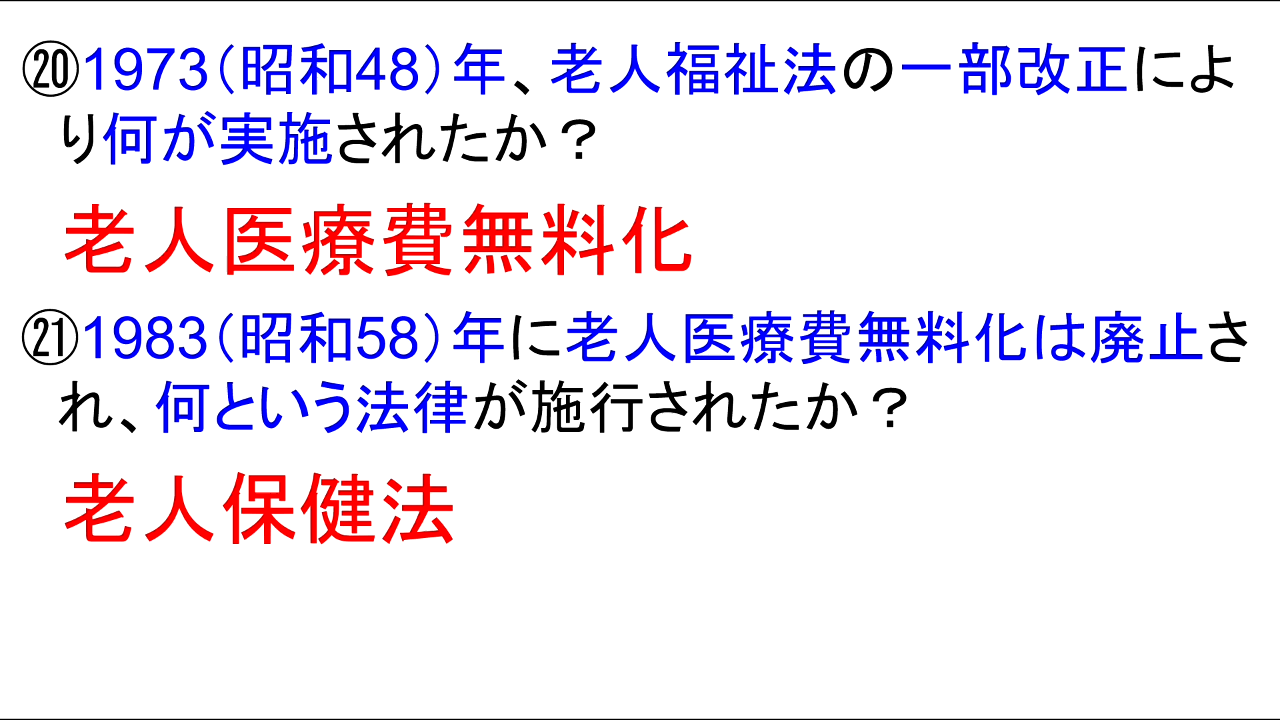 ⑳1973（昭和48）年、老人福祉法の一部改正によ
り何が実施されたか？
老人医療費無料化
㉑1983（昭和58）年に老人医療費無料化は廃止さ
れ、何という法律が施行されたか？
老人保健法